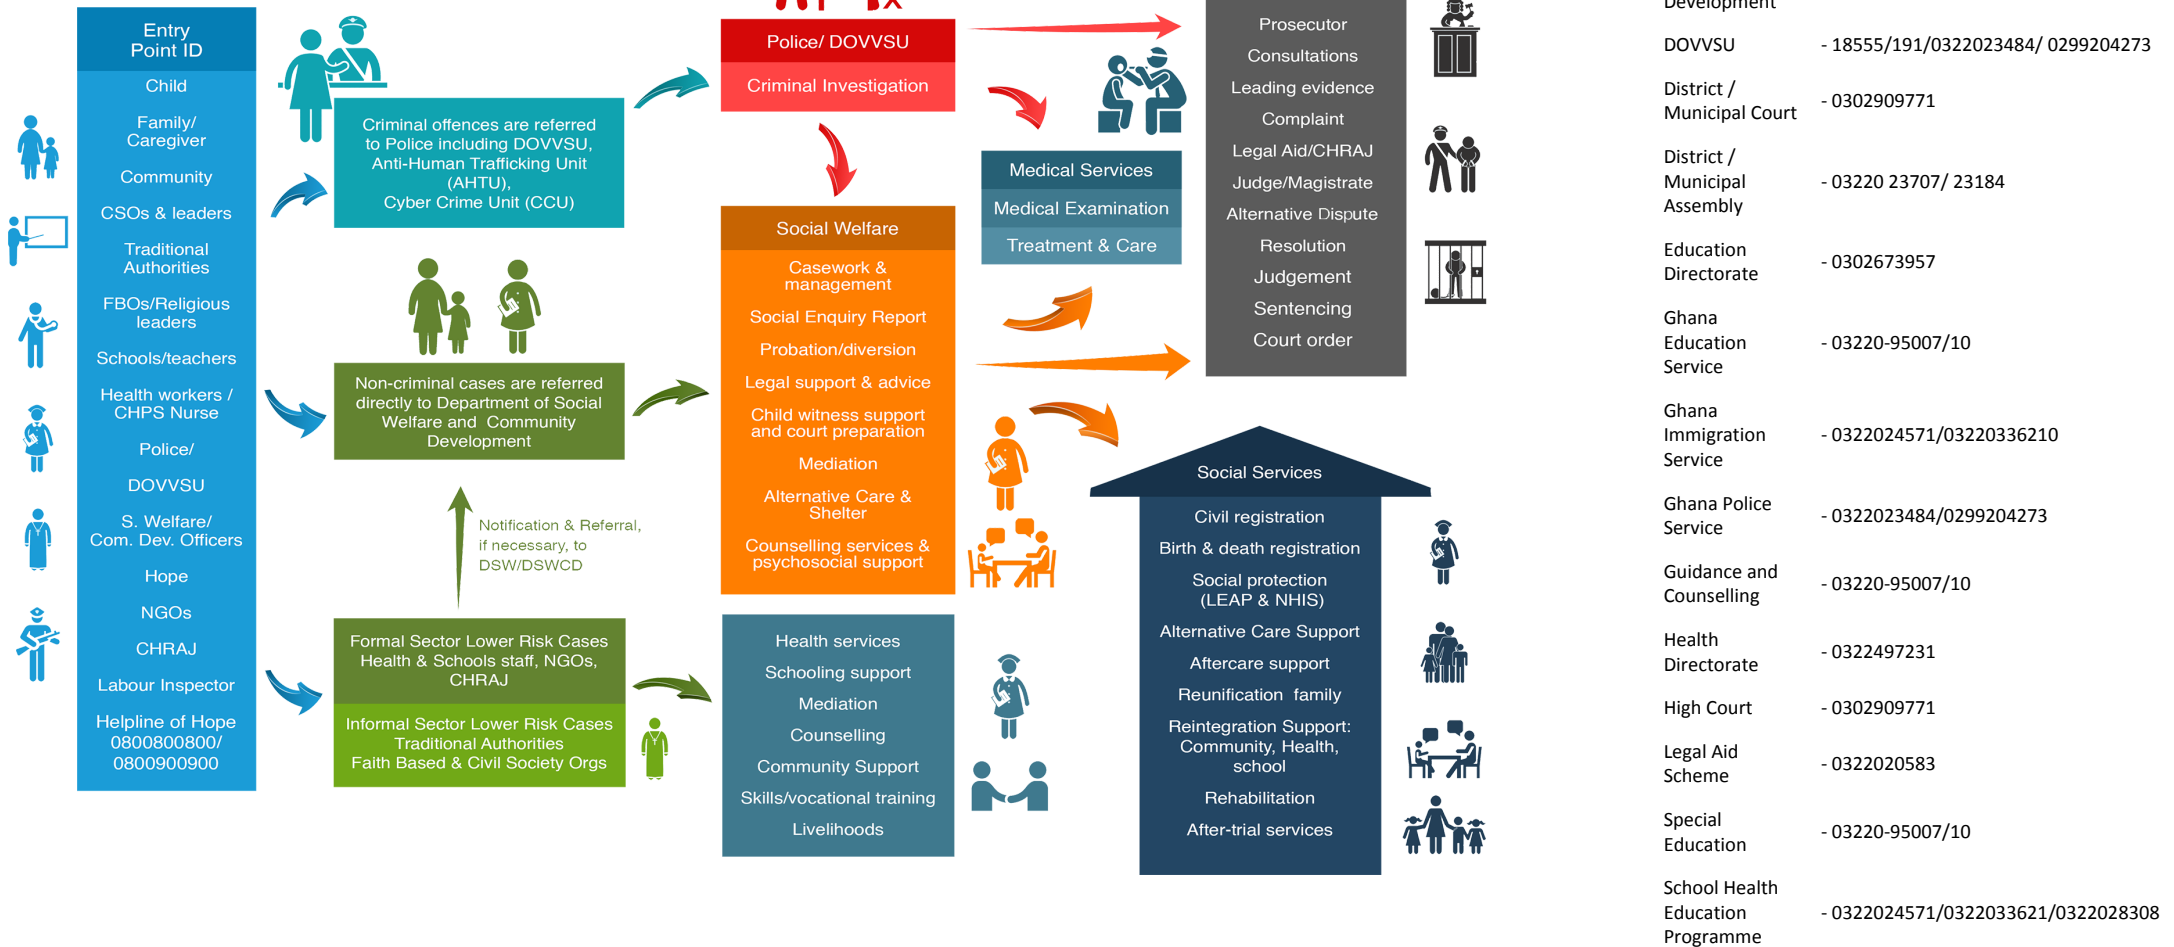 Entry
Point ID
Child
Family/
Caregiver
Community
CSOs & leaders
Traditional
Authorities
FBOs/Religious
leaders
Schools/teachers
Health workers /
CHPS Nurse
Police/
DOVVSU
S. Welfare/
Com. Dev. Officers
Hope
NGOs
CHRAJ
Labour Inspector
Helpline of Hope
0800800800/
0800900900
Criminal offences are referred
to Police including DOVVSU,
Anti-Human Trafficking Unit
(AHTU),
Cyber Crime Unit (CCU)
Non-criminal cases are referred
directly to Department of Social
Welfare and Community
Development
Notification & Referral,
if necessary, to
DSW/DSWCD
Formal Sector Lower Risk Cases
Health & Schools staff, NGOs,
CHRAJ
Informal Sector Lower Risk Cases
Traditional Authorities
Faith Based & Civil Society Orgs
Police/ DOVVSU
Criminal Investigation
Social Welfare
Casework &
management
Social Enquiry Report
Probation/diversion
Legal support & advice
Child witness support
and court preparation
Mediation
Alternative Care &
Shelter
Counselling services &
psychosocial support
Health services
Schooling support
Mediation
Counselling
Community Support
Skills/vocational training
Livelihoods
Medical Services
Medical Examination
Treatment & Care
Prosecutor
Consultations
Leading evidence
Complaint
Legal Aid/CHRAJ
Judge/Magistrate
Alternative Dispute
Resolution
Judgement
Sentencing
Court order
Social Services
Civil registration
Birth & death registration
Social protection
(LEAP & NHIS)
Alternative Care Support
Aftercare support
Reunification family
Reintegration Support:
Community, Health,
school
Rehabilitation
After-trial services
Development
DOVVSU - 18555/191/0322023484/ 0299204273
District /
Municipal Court - 0302909771
District /
Municipal - 03220 23707/ 23184
Assembly
Education
Directorate - 0302673957
Ghana
Education - 03220-95007/10
Service
Ghana
Immigration - 0322024571/03220336210
Service
Ghana Police
Service - 0322023484/0299204273
Guidance and
Counselling - 03220-95007/10
Health
Directorate - 0322497231
High Court - 0302909771
Legal Aid
Scheme - 0322020583
Special
Education - 03220-95007/10
School Health
Education - 0322024571/0322033621/0322028308
Programme